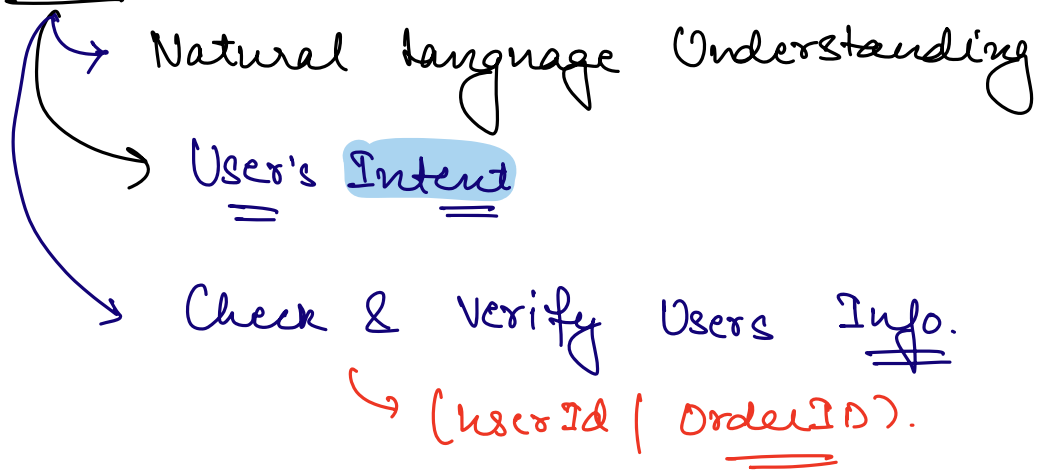 Natural Language Understanding
User's Intent
Check & Verify Users Info.
(userId | OrderID).